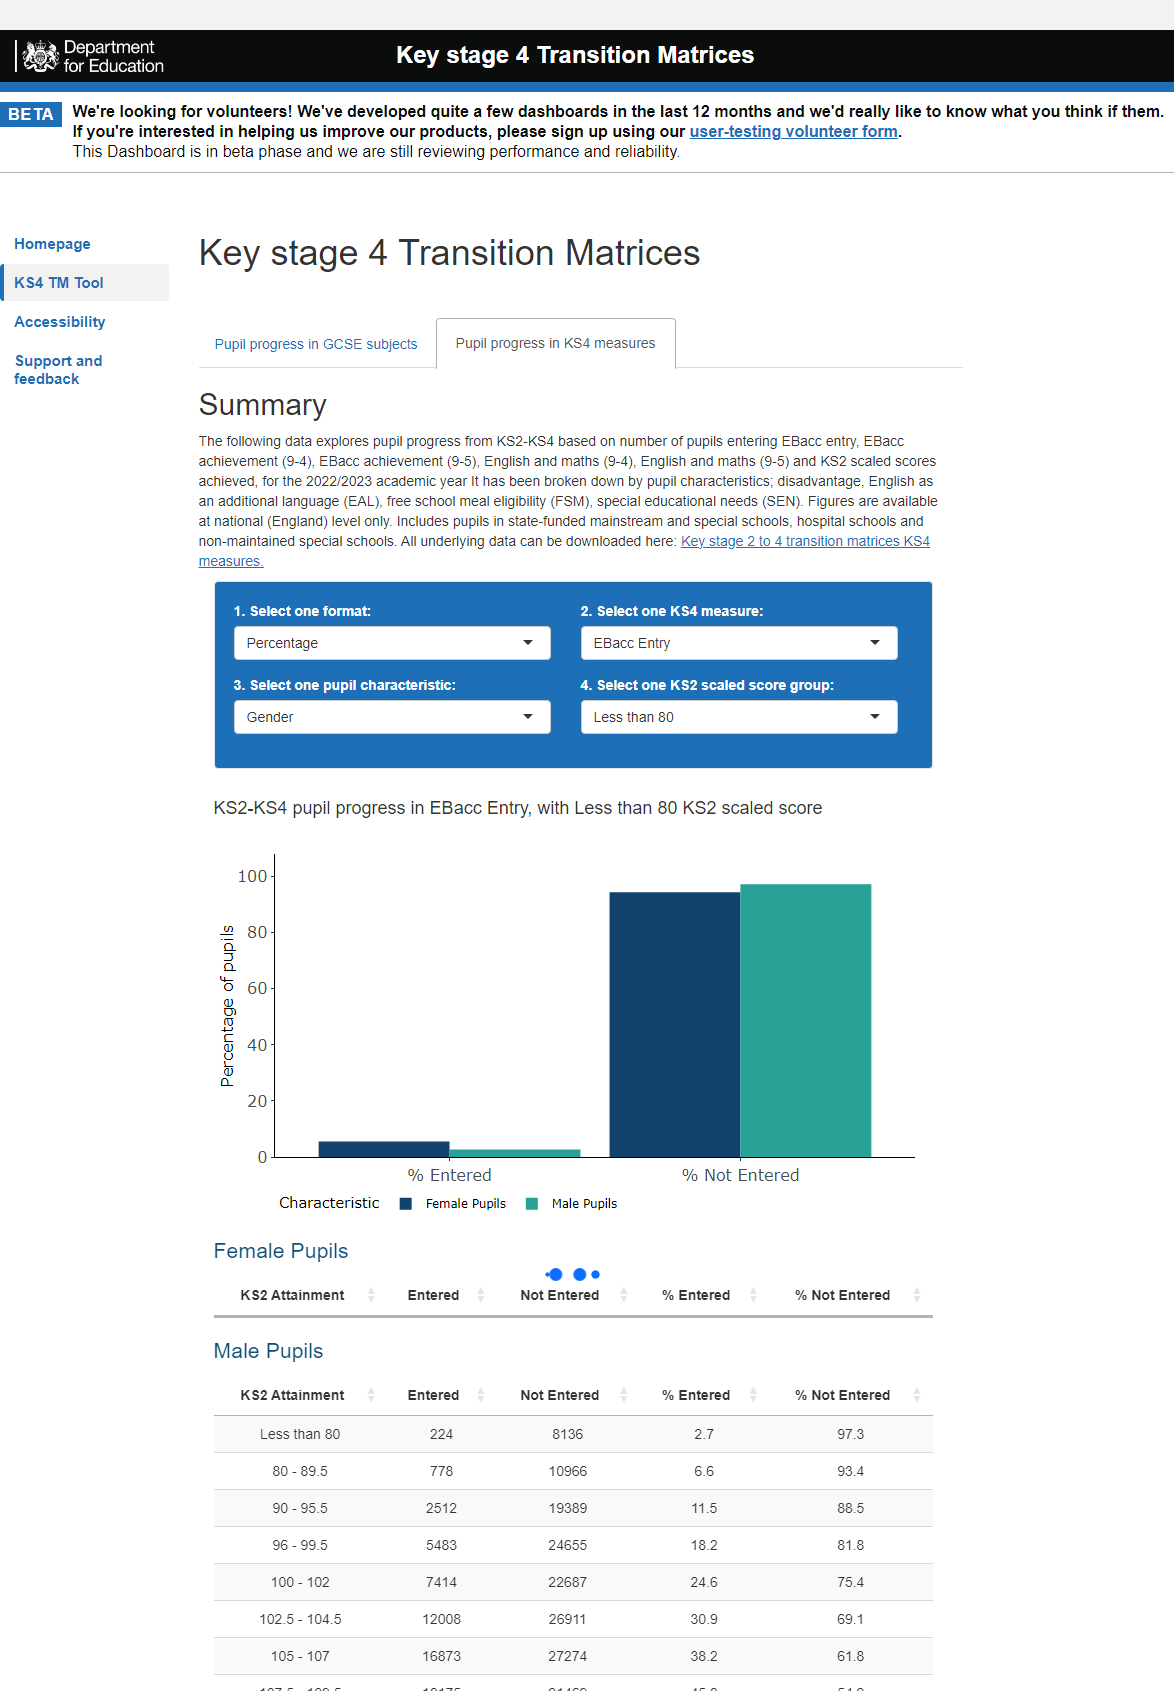 Department
for Education
Key stage 4 Transition Matrices
BETA
We're looking for volunteers! We've developed quite a few dashboards in the last 12 months and we'd really like to know what you think if them.
If you're interested in helping us improve our products, please sign up using our user-testing volunteer form.
This Dashboard is in beta phase and we are still reviewing performance and reliability.
Homepage
KS4 TM Tool
Accessibility
Support and
feedback
Key stage 4 Transition Matrices
Pupil progress in GCSE subjects
Pupil progress in KS4 measures
Summary
The following data explores pupil progress from KS2-KS4 based on number of pupils entering EBacc entry, EBacc
achievement (9-4), EBacc achievement (9-5), English and maths (9-4), English and maths (9-5) and KS2 scaled scores
achieved, for the 2022/2023 academic year It has been broken down by pupil characteristics; disadvantage, English as
an additional language (EAL), free school meal eligibility (FSM), special educational needs (SEN). Figures are available
at national (England) level only. Includes pupils in state-funded mainstream and special schools, hospital schools and
non-maintained special schools. All underlying data can be downloaded here: Key stage 2 to 4 transition matrices KS4
measures.
1. Select one format:
Percentage
2. Select one KS4 measure:
EBacc Entry
3. Select one pupil characteristic:
Gender
4. Select one KS2 scaled score group:
Less than 80
KS2-KS4 pupil progress in EBacc Entry, with Less than 80 KS2 scaled score
Percentage of pupils
100
80
60
40
20
0
% Entered
% Not Entered
Characteristic Female Pupils Male Pupils
Female Pupils
KS2 Attainment Entered Not Entered % Entered % Not Entered
Male Pupils
KS2 Attainment Entered Not Entered % Entered % Not Entered
Less than 80 224 8136 2.7 97.3
80 - 89.5 778 10966 6.6 93.4
90 - 95.5 2512 19389 11.5 88.5
96 - 99.5 5483 24655 18.2 81.8
100 - 102 7414 22687 24.6 75.4
102.5 - 104.5 12008 26911 30.9 69.1
105 - 107 16873 27274 38.2 61.8